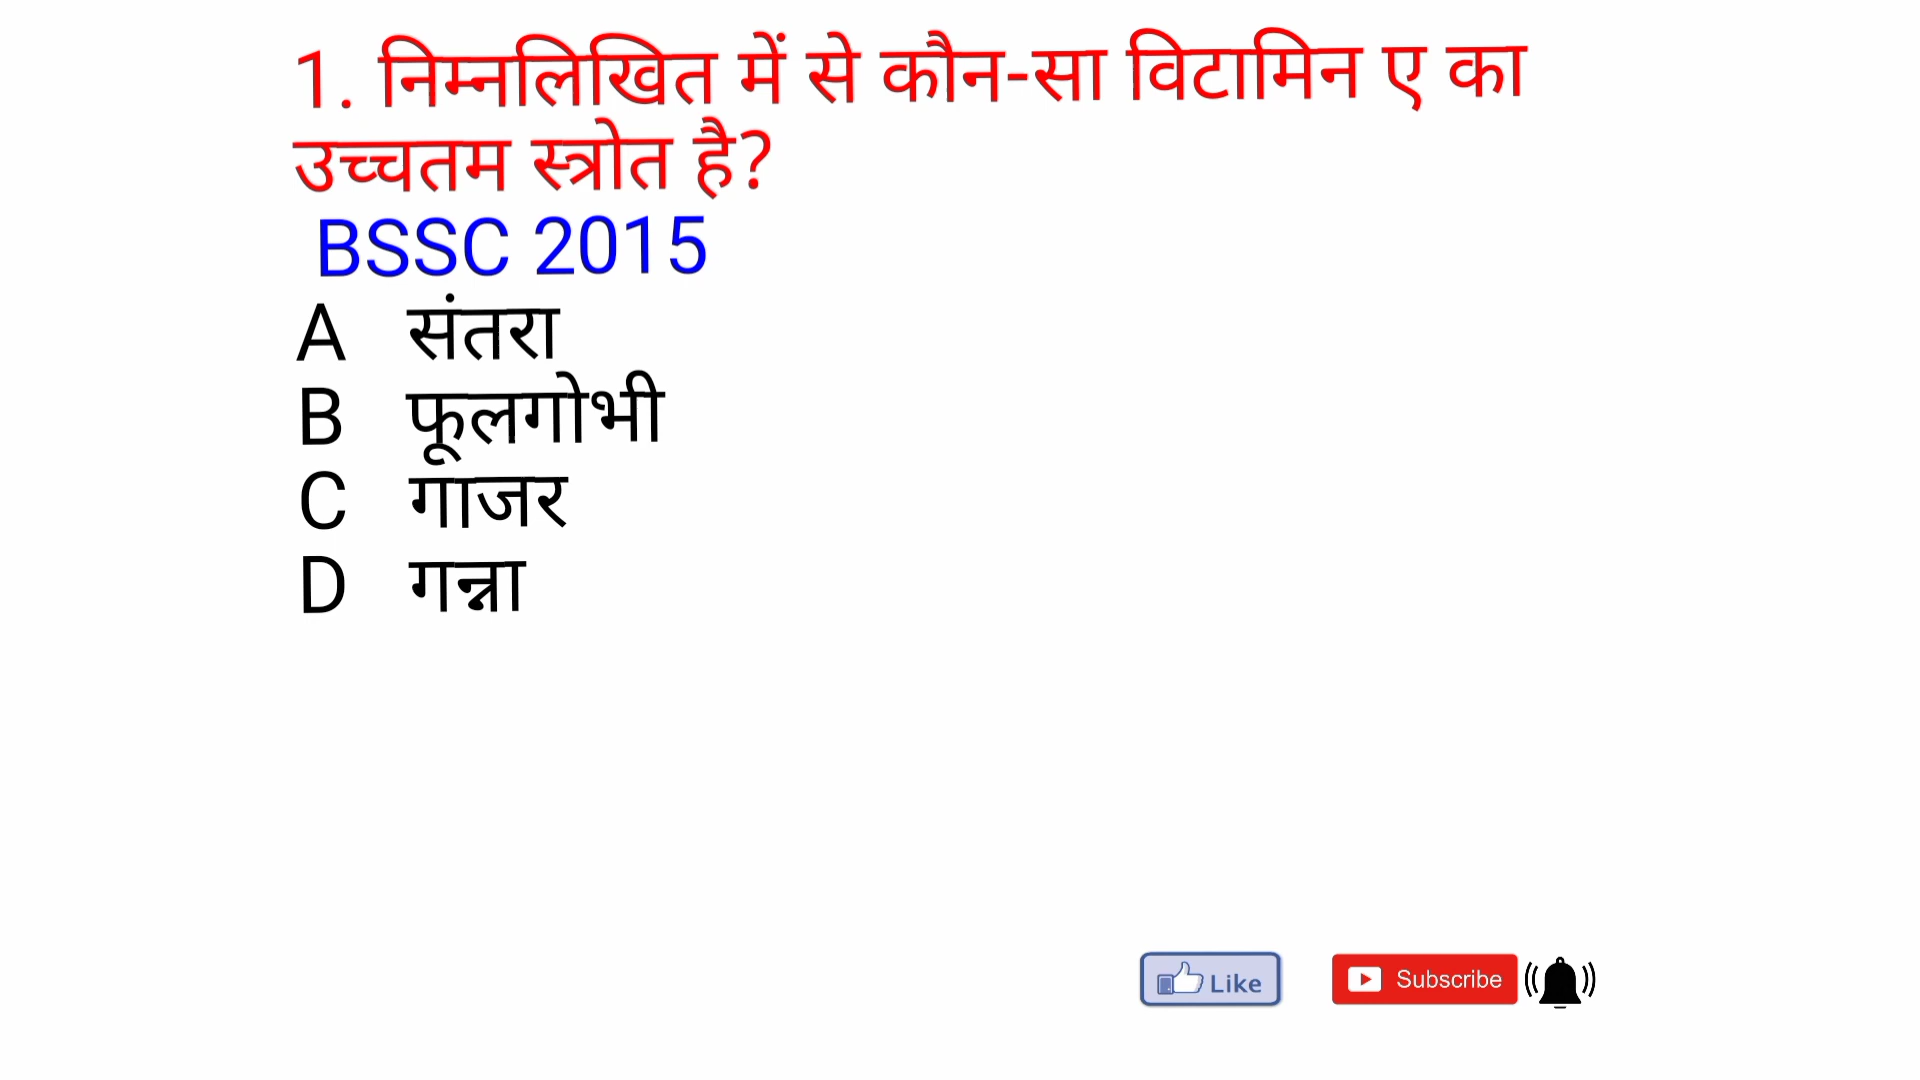 1. निम्नलिखित में से कौन-सा विटामिन ए का
उच्चतम स्त्रोत है?
BSSC 2015
A संतरा
B फूलगोभी
C गाजर
D गन्ना
Like
Subscribe